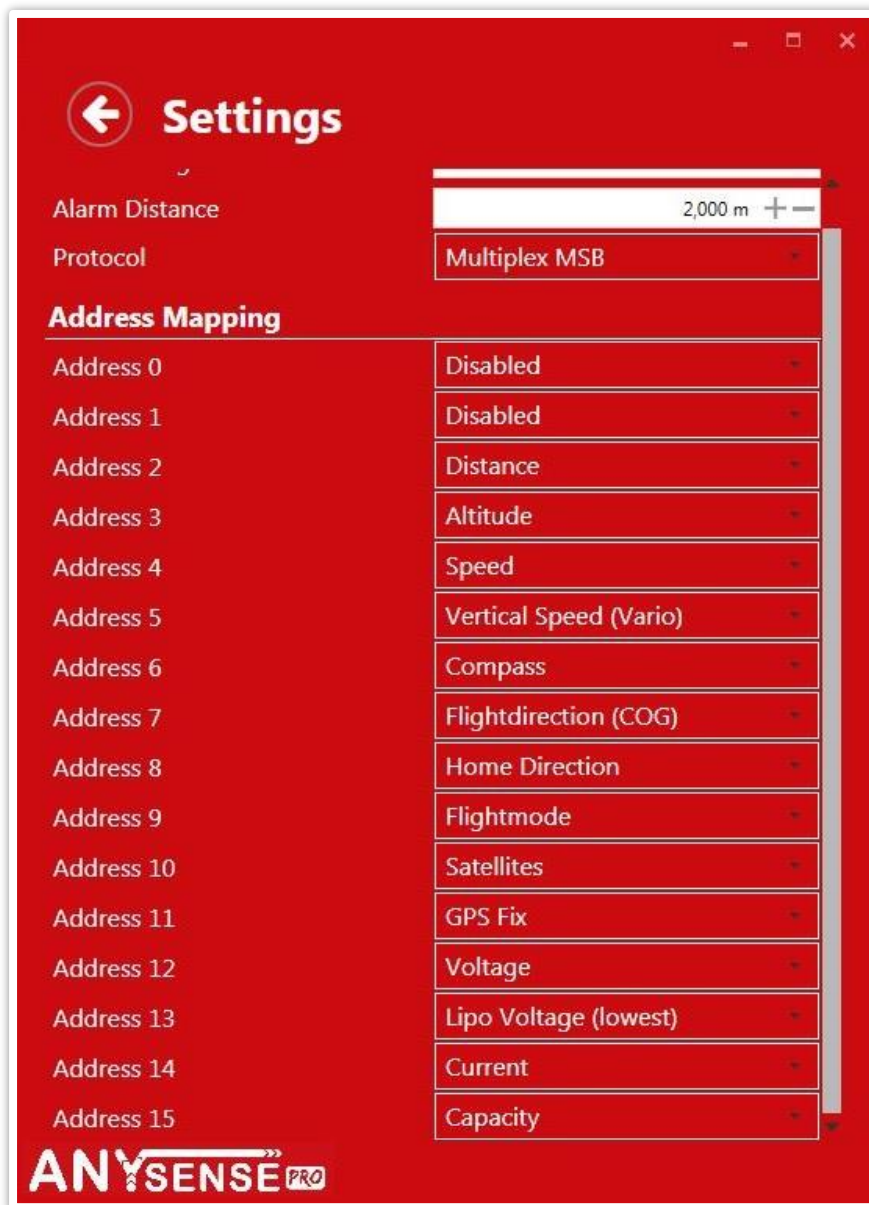 Settings
Alarm Distance 2,000 m
Protocol Multiplex MSB
Address Mapping
Address 0 Disabled
Address 1 Disabled
Address 2 Distance
Address 3 Altitude
Address 4 Speed
Address 5 Vertical Speed (Vario)
Address 6 Compass
Address 7 Flightdirection (COG)
Address 8 Home Direction
Address 9 Flightmode
Address 10 Satellites
Address 11 GPS Fix
Address 12 Voltage
Address 13 Lipo Voltage (lowest)
Address 14 Current
Address 15 Capacity
ANYSENSE PRO